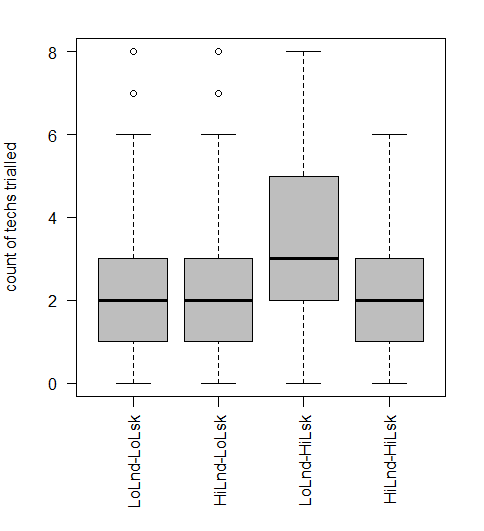 count of techs trialled
8
6
4
2
0
LoLnd-LoLsk
HiLnd-LoLsk
LoLnd-HiLsk
HiLnd-HiLsk